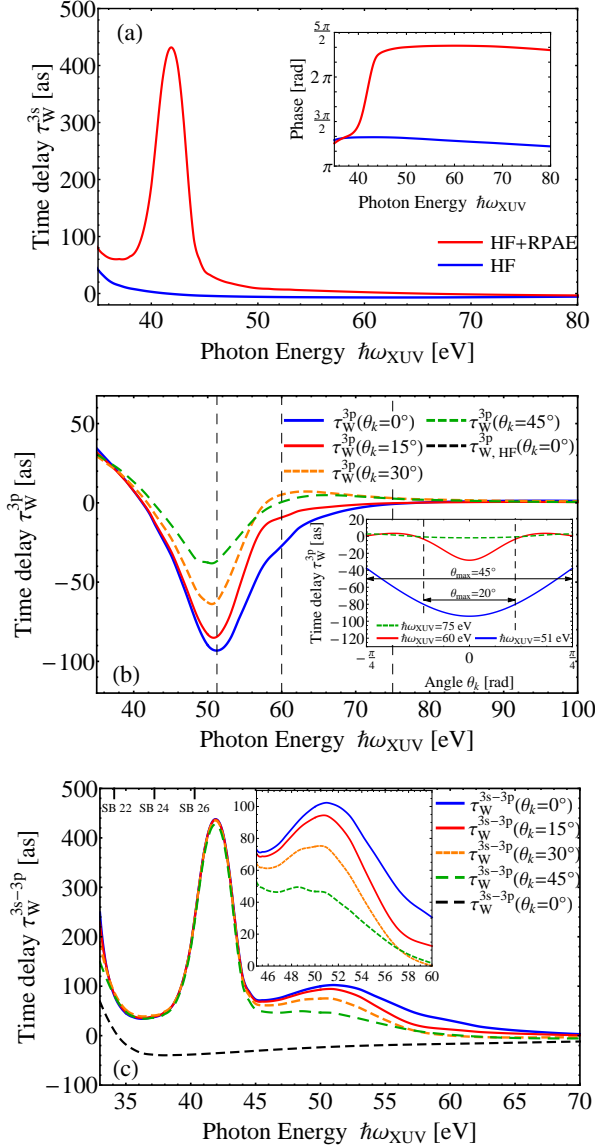 (a)
Time delay τ_W^3s [as]
500
400
300
200
100
0
40
50
60
70
80
Photon Energy ħω_XUV [eV]
Phase [rad]
5π/2
2π
3π/2
π
40
50
60
70
80
Photon Energy ħω_XUV
HF+RPAE
HF
(b)
Time delay τ_W^3p [as]
50
0
−50
−100
40
50
60
70
80
90
100
Photon Energy ħω_XUV [eV]
τ_W^3p(θ_k=0°)
τ_W^3p(θ_k=15°)
τ_W^3p(θ_k=30°)
τ_W^3p(θ_k=45°)
τ_W, HF^3p(θ_k=0°)
Time delay τ_W^3p [as]
20
0
−20
−40
−60
−80
−100
−120
θ_max=45°
θ_max=20°
ħω_XUV=75 eV
ħω_XUV=60 eV
ħω_XUV=51 eV
−π/4
0
π/4
Angle θ_k [rad]
(c)
Time delay τ_W^3s−3p [as]
500
400
300
200
100
0
−100
SB 22
SB 24
SB 26
100
80
60
40
20
0
46
48
50
52
54
56
58
60
τ_W^3s−3p(θ_k=0°)
τ_W^3s−3p(θ_k=15°)
τ_W^3s−3p(θ_k=30°)
τ_W^3s−3p(θ_k=45°)
τ_W^3s−3p(θ_k=0°)
35
40
45
50
55
60
65
70
Photon Energy ħω_XUV [eV]